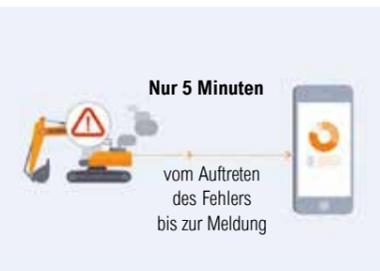 Nur 5 Minuten
vom Auftreten
des Fehlers
bis zur Meldung